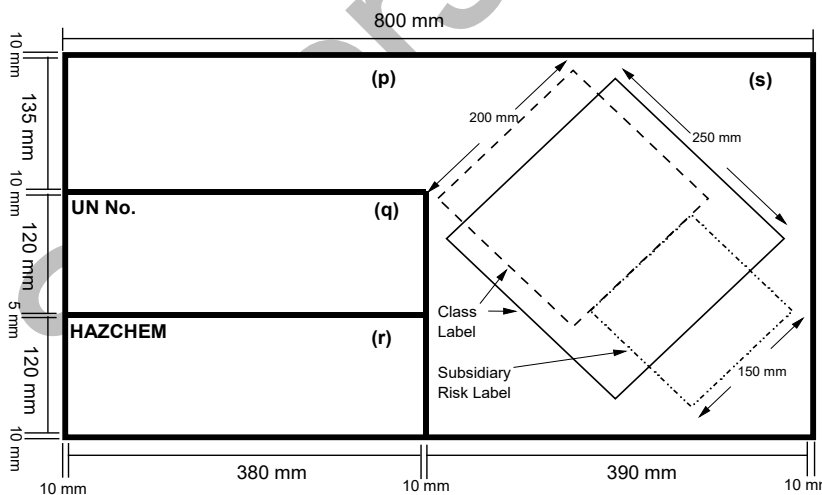 800 mm
10 mm
(p)
(s)
135 mm
200 mm
250 mm
10 mm
UN No.
(q)
120 mm
5 mm
HAZCHEM
(r)
Class
Label
120 mm
Subsidiary
Risk Label
150 mm
10 mm
380 mm
390 mm
10 mm
10 mm
10 mm